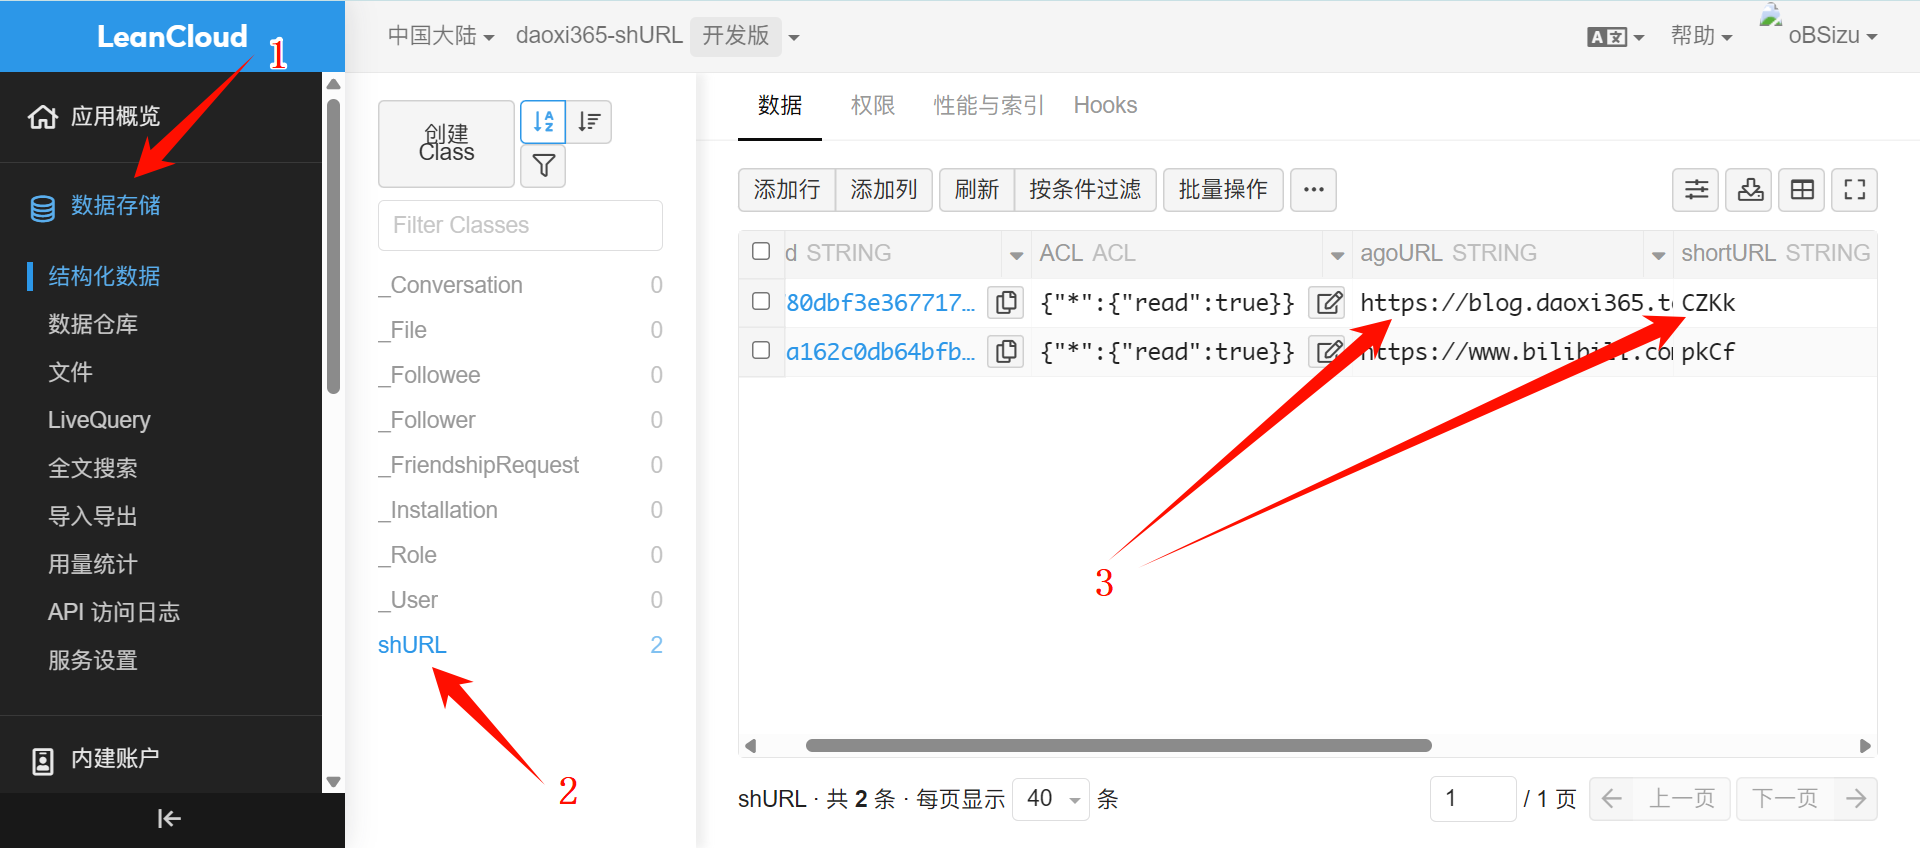 LeanCloud
1
应用概览
数据存储
结构化数据
数据仓库
文件
LiveQuery
全文搜索
导入导出
用量统计
API 访问日志
服务设置
内建账户
中国大陆 daoxi365-shURL 开发版
帮助 oBSizu
创建
Class
Filter Classes
_Conversation 0
_File 0
_Followee 0
_Follower 0
_FriendshipRequest 0
_Installation 0
_Role 0
_User 0
shURL 2
2
数据 权限 性能与索引 Hooks
添加行 添加列 刷新 按条件过滤 批量操作 ···
d STRING ACL ACL agoURL STRING shortURL STRING
80dbf3e367717... {"*":{"read":true}} https://blog.daoxi365.t CZKk
a162c0db64bfb... {"*":{"read":true}} https://www.bilibili.co pkCf
3
shURL · 共 2 条 · 每页显示 40 条
1 / 1 页 上一页 下一页